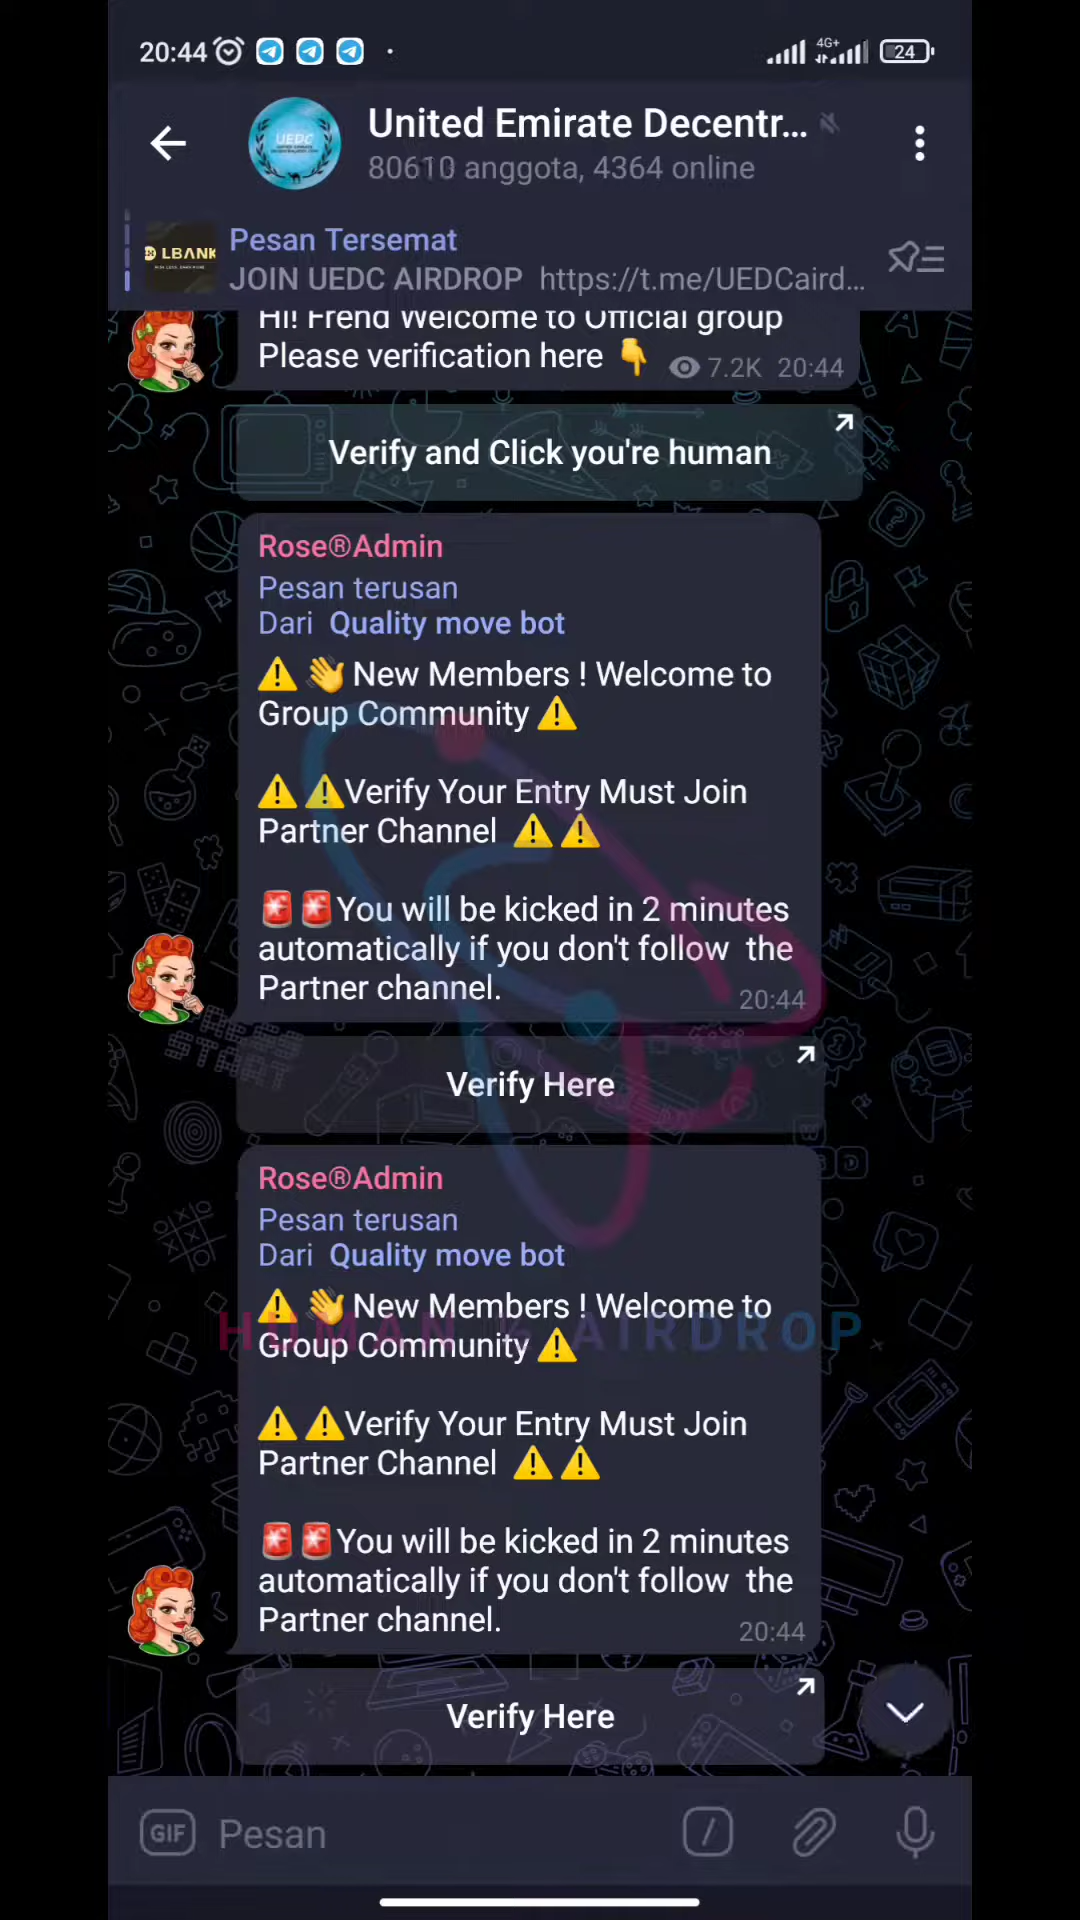 20:44
4G+
24
UEDC
United Emirate Decentr...
80610 anggota, 4364 online
LBANK
Pesan Tersemat
JOIN UEDC AIRDROP https://t.me/UEDCaird...
Hi! Frend Welcome to Official group
Please verification here 👇 7.2K 20:44
Verify and Click you're human
Rose®Admin
Pesan terusan
Dari Quality move bot
⚠️👋 New Members ! Welcome to
Group Community ⚠️
⚠️⚠️Verify Your Entry Must Join
Partner Channel ⚠️⚠️
🚨🚨You will be kicked in 2 minutes
automatically if you don't follow the
Partner channel.
20:44
PRESS
START
Verify Here
Rose®Admin
Pesan terusan
Dari Quality move bot
⚠️👋 New Members ! Welcome to
Group Community ⚠️
HUMAN AIRDROP
⚠️⚠️Verify Your Entry Must Join
Partner Channel ⚠️⚠️
🚨🚨You will be kicked in 2 minutes
automatically if you don't follow the
Partner channel.
20:44
Verify Here
GIF Pesan /